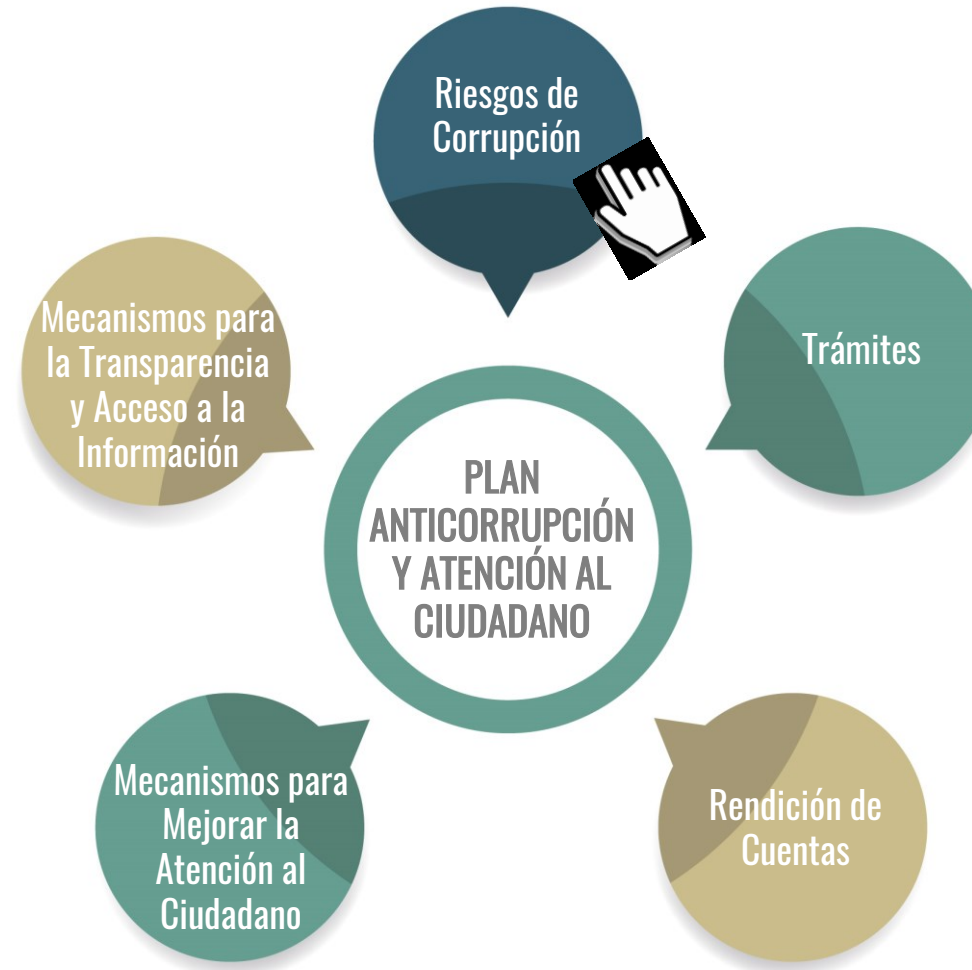 Riesgos de
Corrupción
Mecanismos para
la Transparencia
y Acceso a la
Información
Trámites
PLAN
ANTICORRUPCIÓN
Y ATENCIÓN AL
CIUDADANO
Mecanismos para
Mejorar la
Atención al
Ciudadano
Rendición de
Cuentas